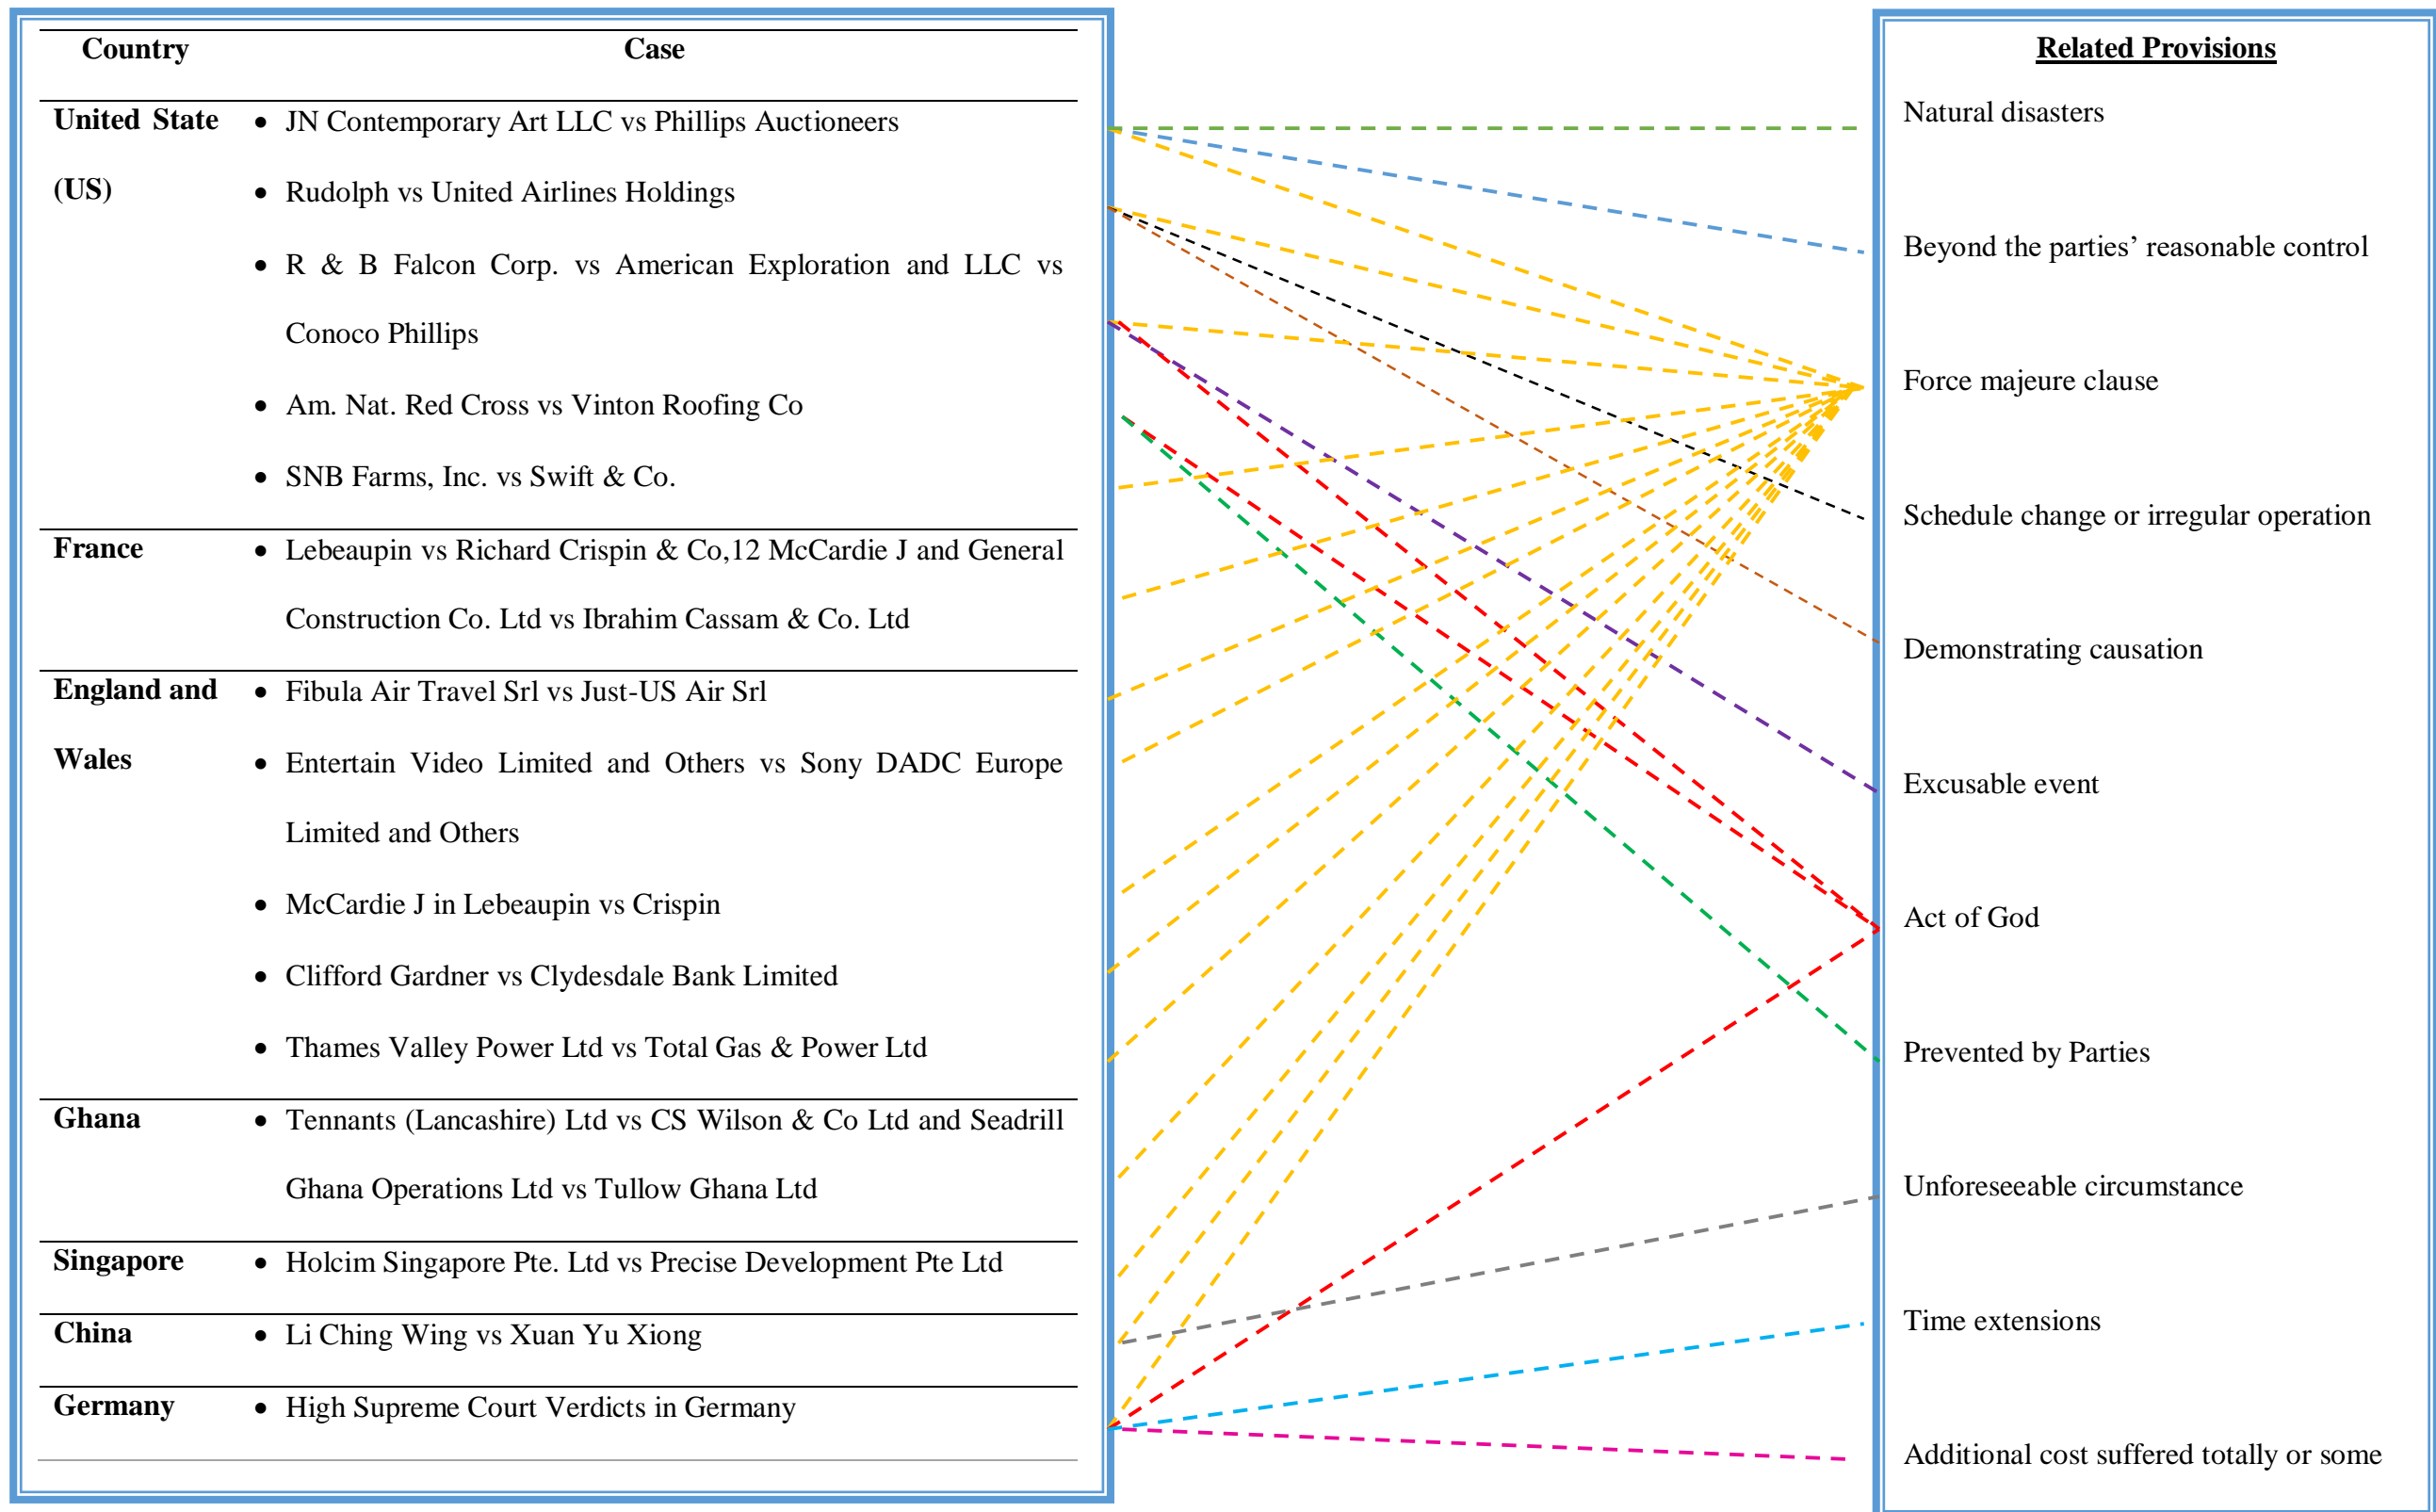 Country Case
United State • JN Contemporary Art LLC vs Phillips Auctioneers
(US) • Rudolph vs United Airlines Holdings
• R & B Falcon Corp. vs American Exploration and LLC vs
Conoco Phillips
• Am. Nat. Red Cross vs Vinton Roofing Co
• SNB Farms, Inc. vs Swift & Co.
France • Lebeaupin vs Richard Crispin & Co,12 McCardie J and General
Construction Co. Ltd vs Ibrahim Cassam & Co. Ltd
England and • Fibula Air Travel Srl vs Just-US Air Srl
Wales • Entertain Video Limited and Others vs Sony DADC Europe
Limited and Others
• McCardie J in Lebeaupin vs Crispin
• Clifford Gardner vs Clydesdale Bank Limited
• Thames Valley Power Ltd vs Total Gas & Power Ltd
Ghana • Tennants (Lancashire) Ltd vs CS Wilson & Co Ltd and Seadrill
Ghana Operations Ltd vs Tullow Ghana Ltd
Singapore • Holcim Singapore Pte. Ltd vs Precise Development Pte Ltd
China • Li Ching Wing vs Xuan Yu Xiong
Germany • High Supreme Court Verdicts in Germany
Related Provisions
Natural disasters
Beyond the parties’ reasonable control
Force majeure clause
Schedule change or irregular operation
Demonstrating causation
Excusable event
Act of God
Prevented by Parties
Unforeseeable circumstance
Time extensions
Additional cost suffered totally or some